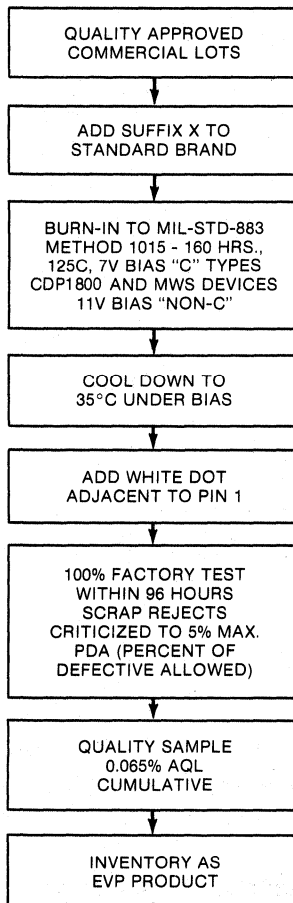 QUALITY APPROVED
COMMERCIAL LOTS
ADD SUFFIX X TO
STANDARD BRAND
BURN-IN TO MIL-STD-883
METHOD 1015 - 160 HRS.,
125C, 7V BIAS "C" TYPES
CDP1800 AND MWS DEVICES
11V BIAS "NON-C"
COOL DOWN TO
35°C UNDER BIAS
ADD WHITE DOT
ADJACENT TO PIN 1
100% FACTORY TEST
WITHIN 96 HOURS
SCRAP REJECTS
CRITICIZED TO 5% MAX.
PDA (PERCENT OF
DEFECTIVE ALLOWED)
QUALITY SAMPLE
0.065% AQL
CUMULATIVE
INVENTORY AS
EVP PRODUCT